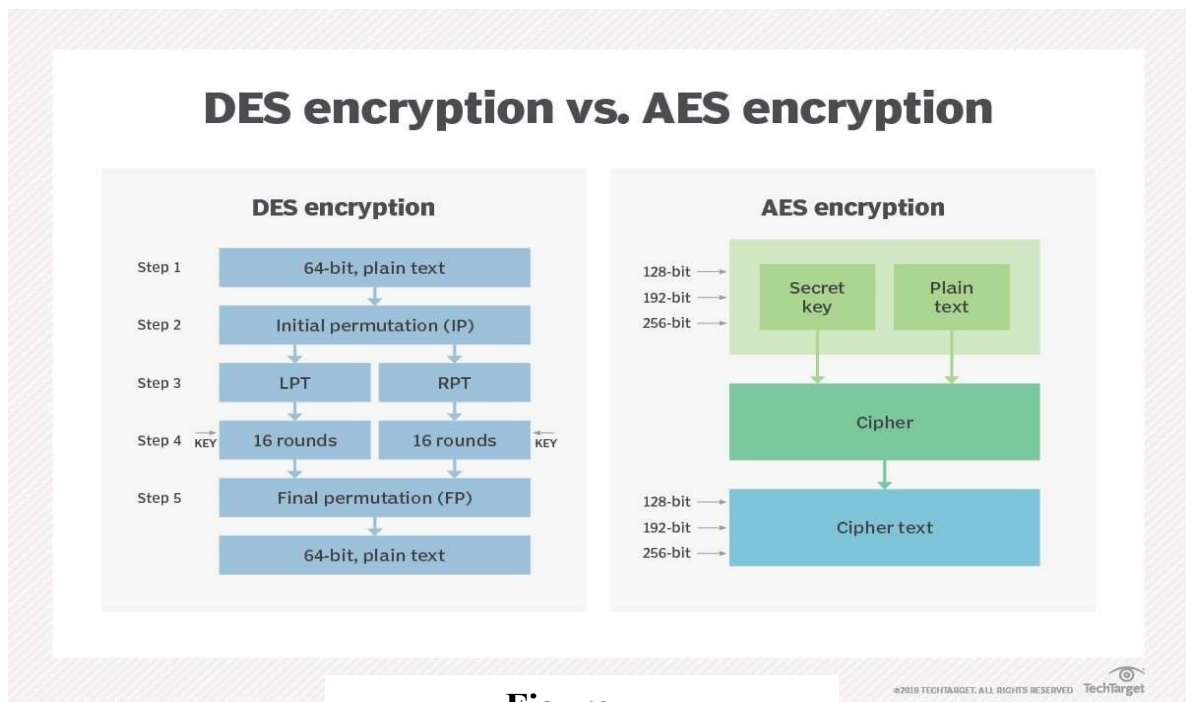 DES encryption vs. AES encryption
DES encryption
Step 1
64-bit, plain text
Step 2
Initial permutation (IP)
Step 3
LPT
RPT
Step 4
KEY
16 rounds
16 rounds
KEY
Step 5
Final permutation (FP)
64-bit, plain text
AES encryption
128-bit
192-bit
256-bit
Secret
key
Plain
text
Cipher
128-bit
192-bit
256-bit
Cipher text
©2019 TECHTARGET. ALL RIGHTS RESERVED TechTarget